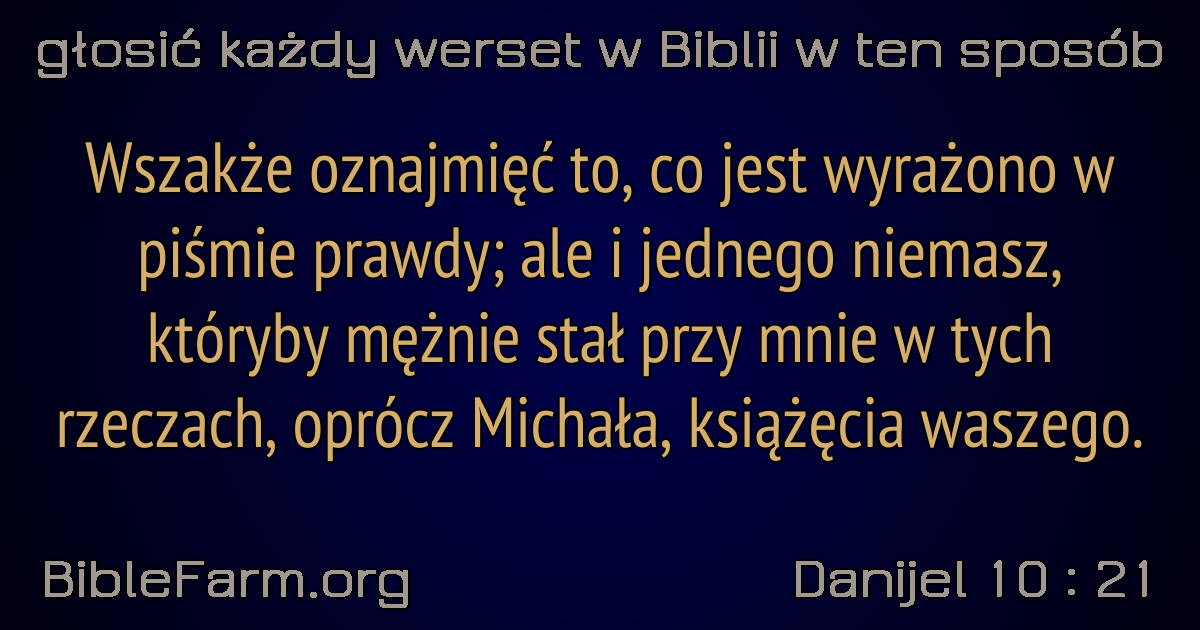 głosić każdy werset w Biblii w ten sposób
Wszakże oznajmięć to, co jest wyrażono w
piśmie prawdy; ale i jednego niemasz,
któryby mężnie stał przy mnie w tych
rzeczach, oprócz Michała, książęcia waszego.
BibleFarm.org
Danijel 10 : 21